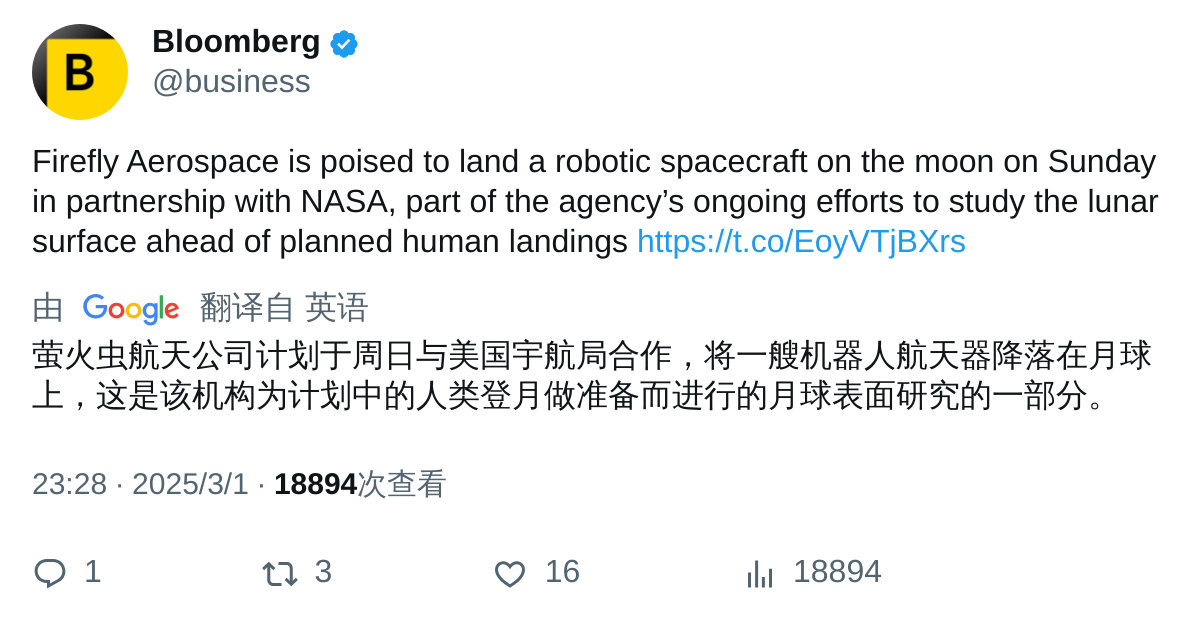 B
Bloomberg
@business
Firefly Aerospace is poised to land a robotic spacecraft on the moon on Sunday
in partnership with NASA, part of the agency’s ongoing efforts to study the lunar
surface ahead of planned human landings https://t.co/EoyVTjBXrs
由 Google 翻译自 英语
萤火虫航天公司计划于周日与美国宇航局合作，将一艘机器人航天器降落在月球
上，这是该机构为计划中的人类登月做准备而进行的月球表面研究的一部分。
23:28 · 2025/3/1 · 18894次查看
1 3 16 18894